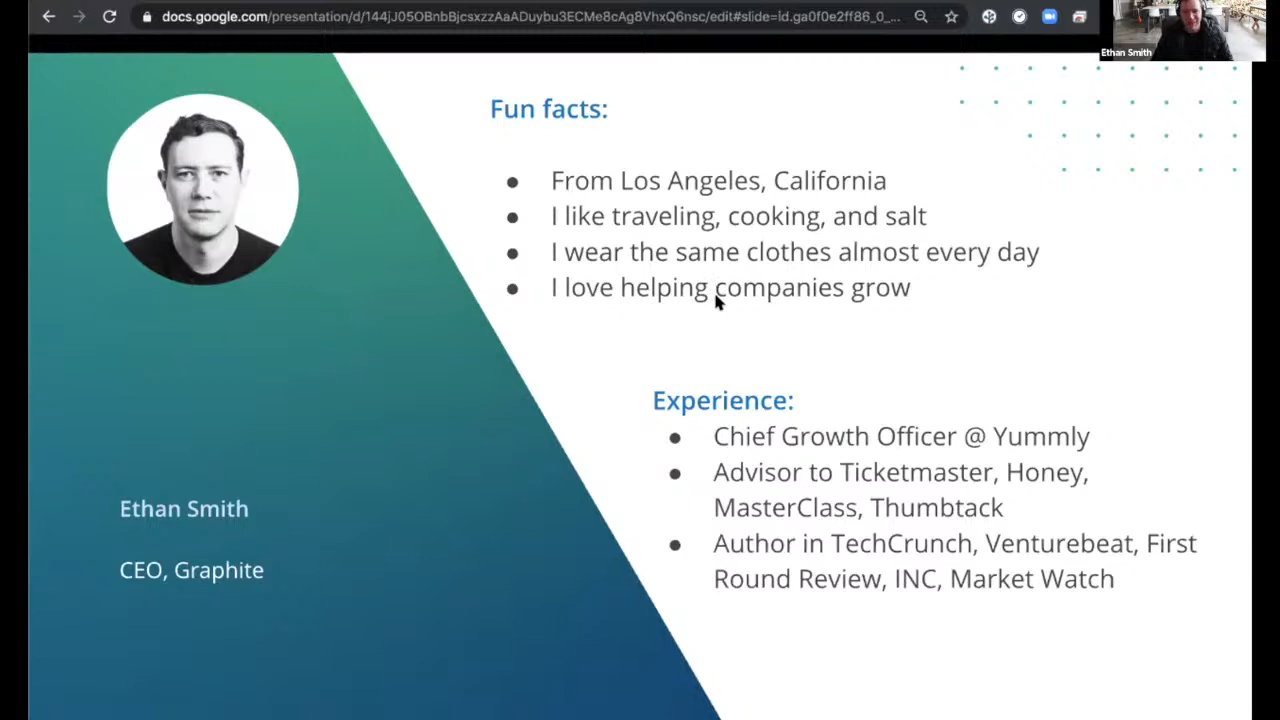 docs.google.com/presentation/d/144jJ05OBnbBjcsxzzAaADuybu3ECMe8cAg8VhxQ6nsc/edit#slide=id.ga0f0e2ff86_0_...
Ethan Smith
Fun facts:
● From Los Angeles, California
● I like traveling, cooking, and salt
● I wear the same clothes almost every day
● I love helping companies grow
Experience:
● Chief Growth Officer @ Yummly
● Advisor to Ticketmaster, Honey,
MasterClass, Thumbtack
● Author in TechCrunch, Venturebeat, First
Round Review, INC, Market Watch
Ethan Smith
CEO, Graphite